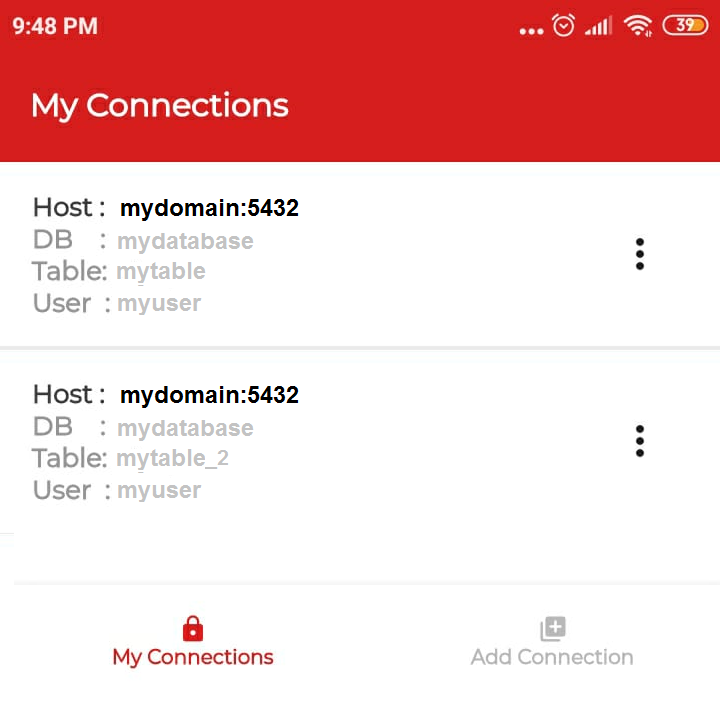 9:48 PM
39
My Connections
Host : mydomain:5432
DB : mydatabase
Table: mytable
User : myuser
Host : mydomain:5432
DB : mydatabase
Table: mytable_2
User : myuser
My Connections
Add Connection